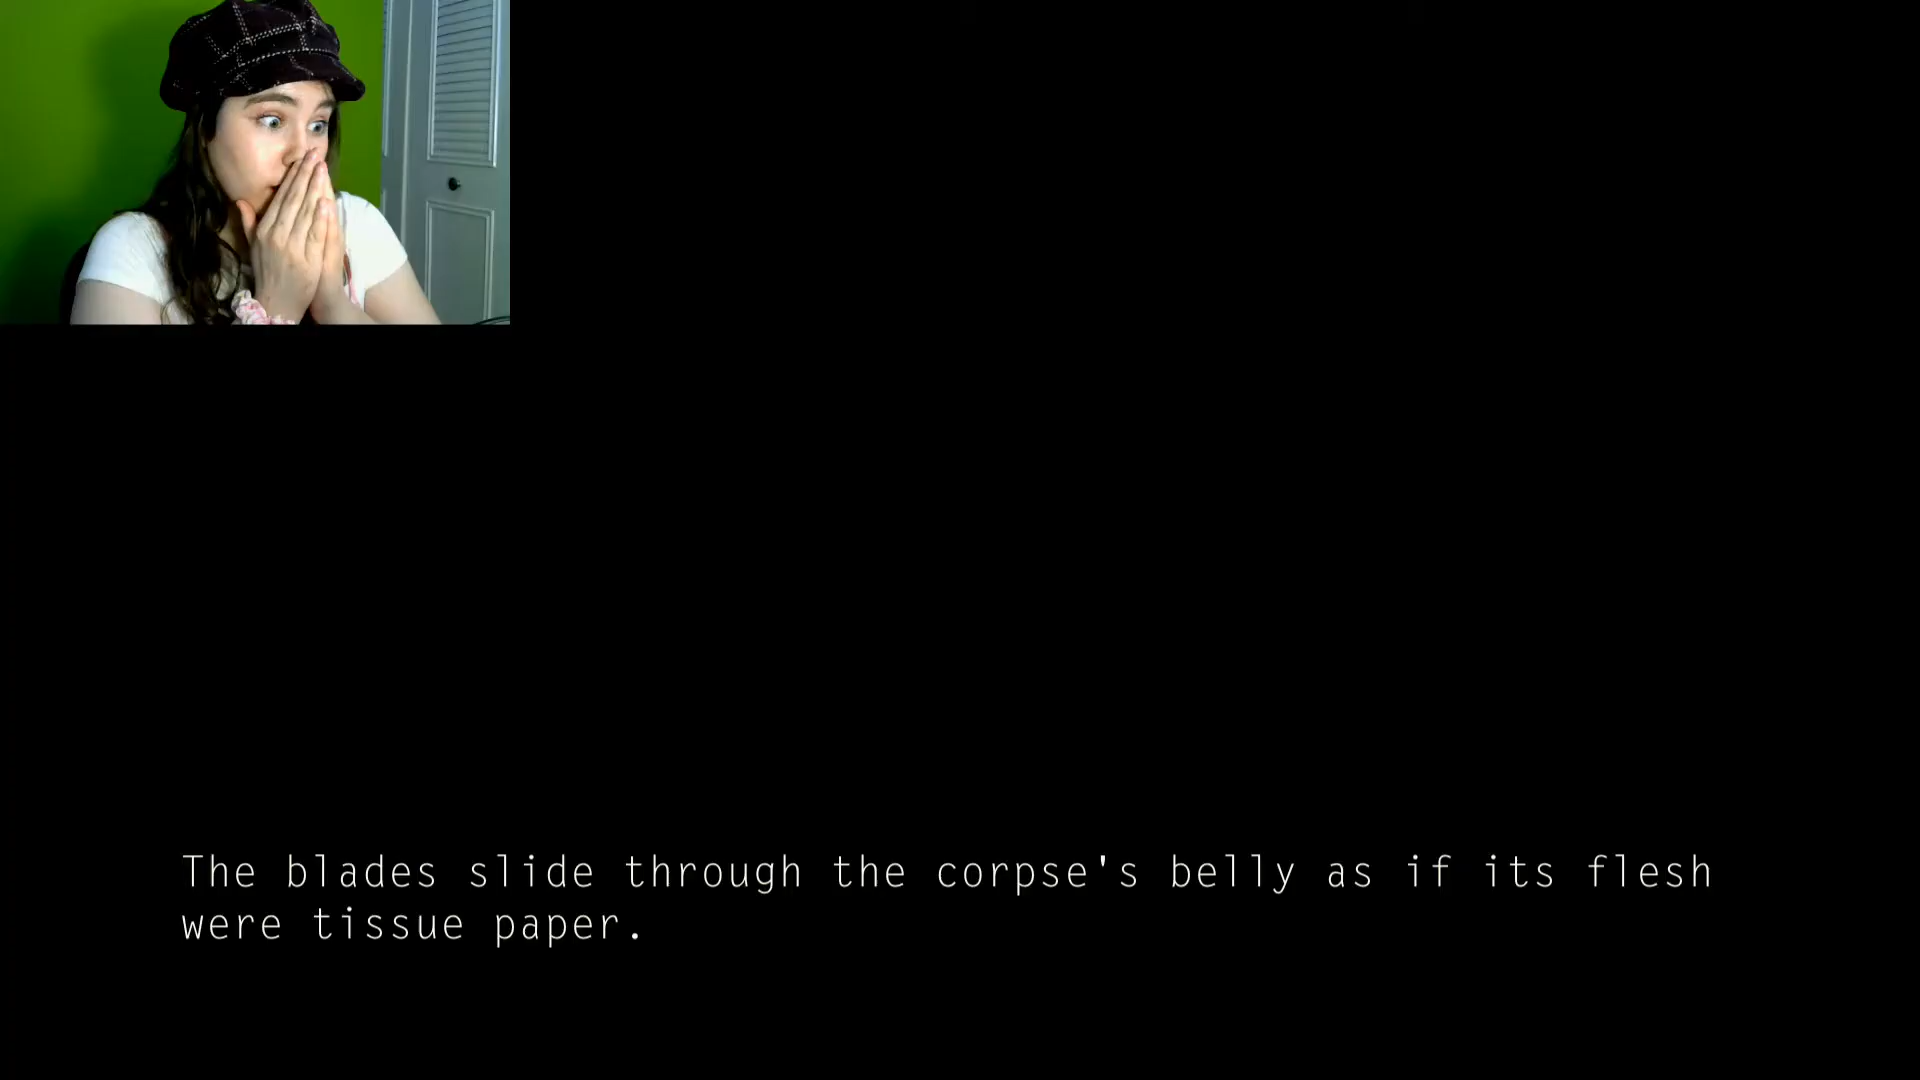 The blades slide through the corpse's belly as if its flesh
were tissue paper.